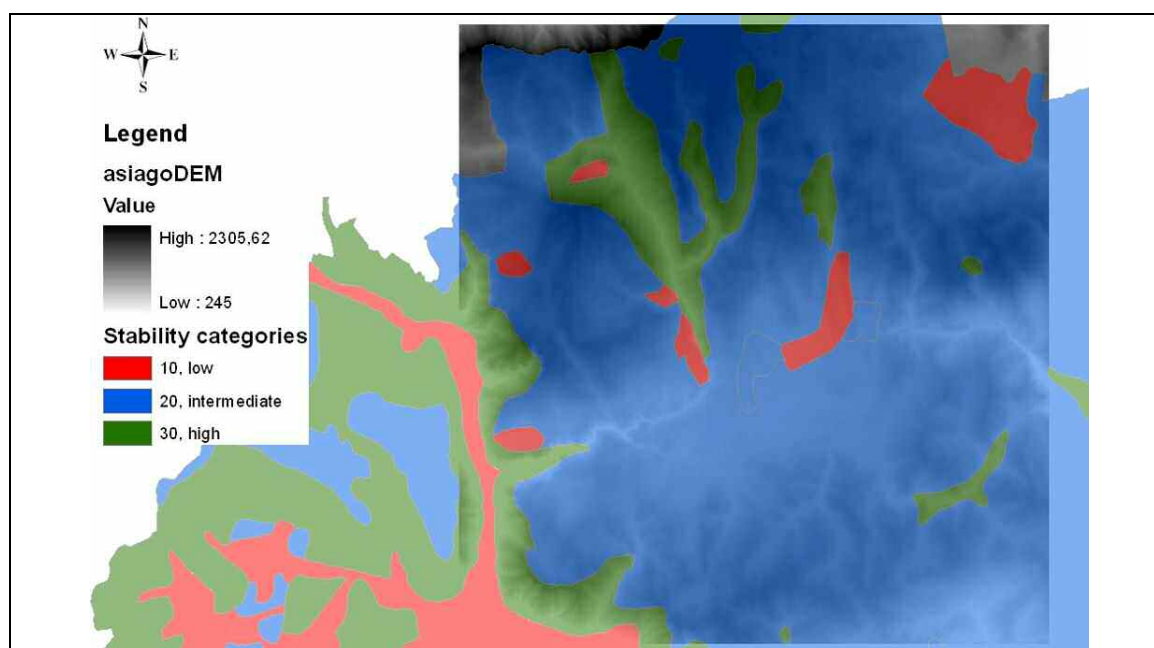 N
W E
S
Legend
asiagoDEM
Value
High : 2305,62
Low : 245
Stability categories
10, low
20, intermediate
30, high